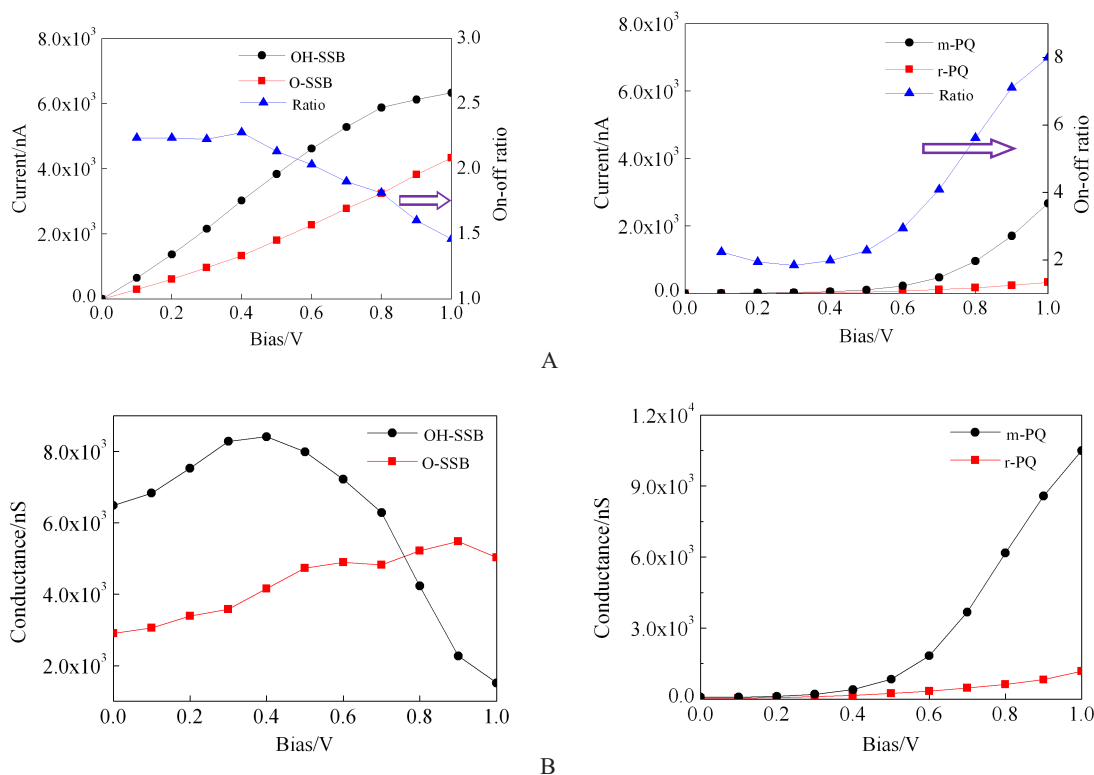 8.0x10³
6.0x10³
4.0x10³
2.0x10³
0.0
Current/nA
OH-SSB
O-SSB
Ratio
3.0
2.5
2.0
1.5
1.0
On-off ratio
0.0 0.2 0.4 0.6 0.8 1.0
Bias/V
8.0x10³
6.0x10³
4.0x10³
2.0x10³
0.0
Current/nA
m-PQ
r-PQ
Ratio
8
6
4
2
On-off ratio
0.0 0.2 0.4 0.6 0.8 1.0
Bias/V
A
8.0x10³
6.0x10³
4.0x10³
2.0x10³
Conductance/nS
OH-SSB
O-SSB
0.0 0.2 0.4 0.6 0.8 1.0
Bias/V
1.2x10⁴
9.0x10³
6.0x10³
3.0x10³
0.0
Conductance/nS
m-PQ
r-PQ
0.0 0.2 0.4 0.6 0.8 1.0
Bias/V
B